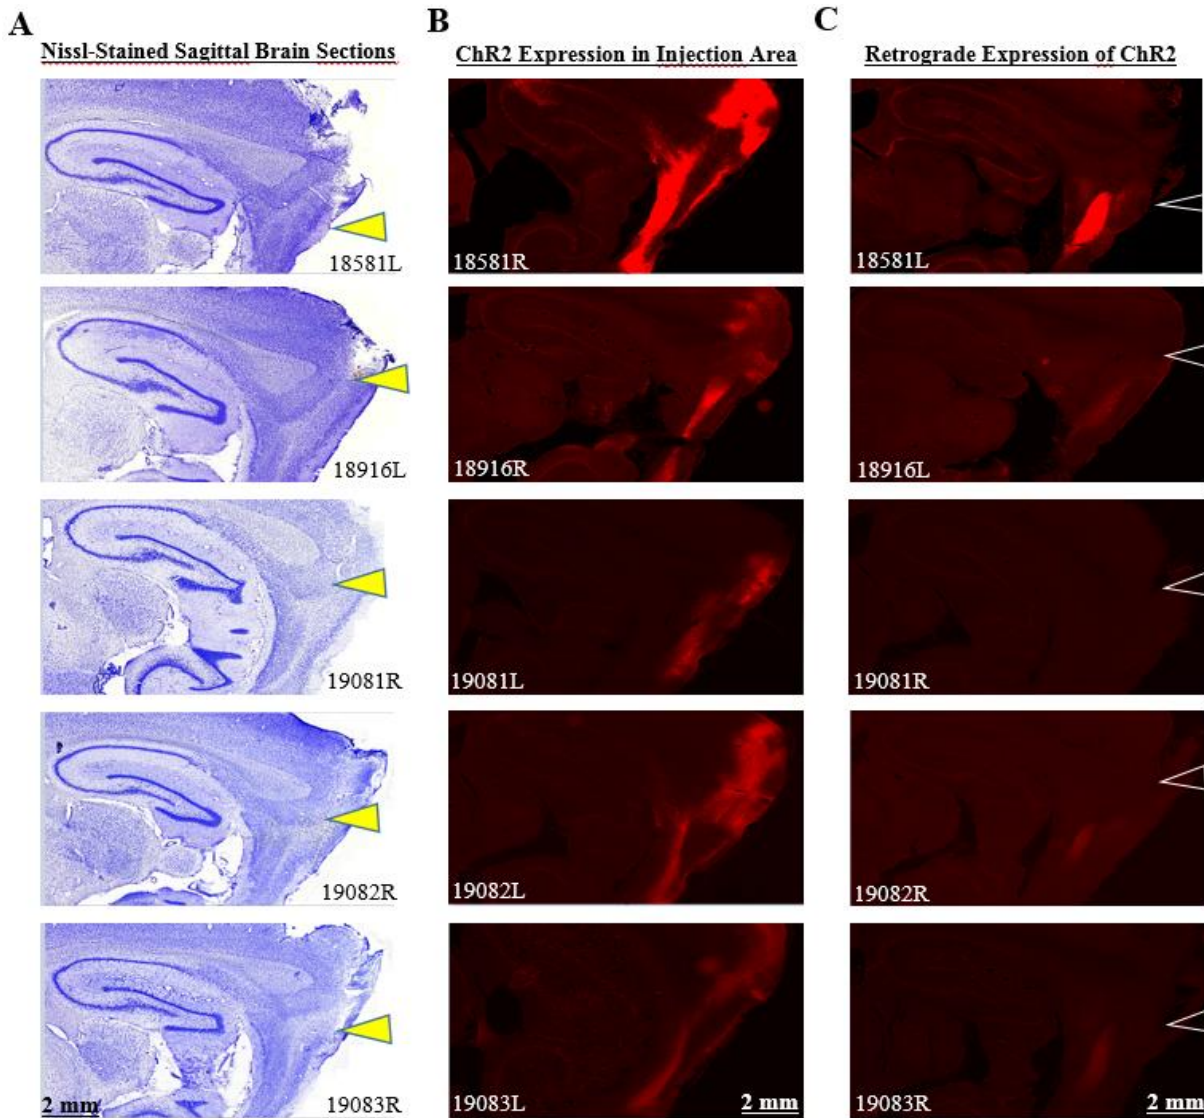 A
Nissl-Stained Sagittal Brain Sections
18581L
18916L
19081R
19082R
2 mm
19083R
B
ChR2 Expression in Injection Area
18581R
18916R
19081L
19082L
19083L
2 mm
C
Retrograde Expression of ChR2
18581L
18916L
19081R
19082R
19083R
2 mm